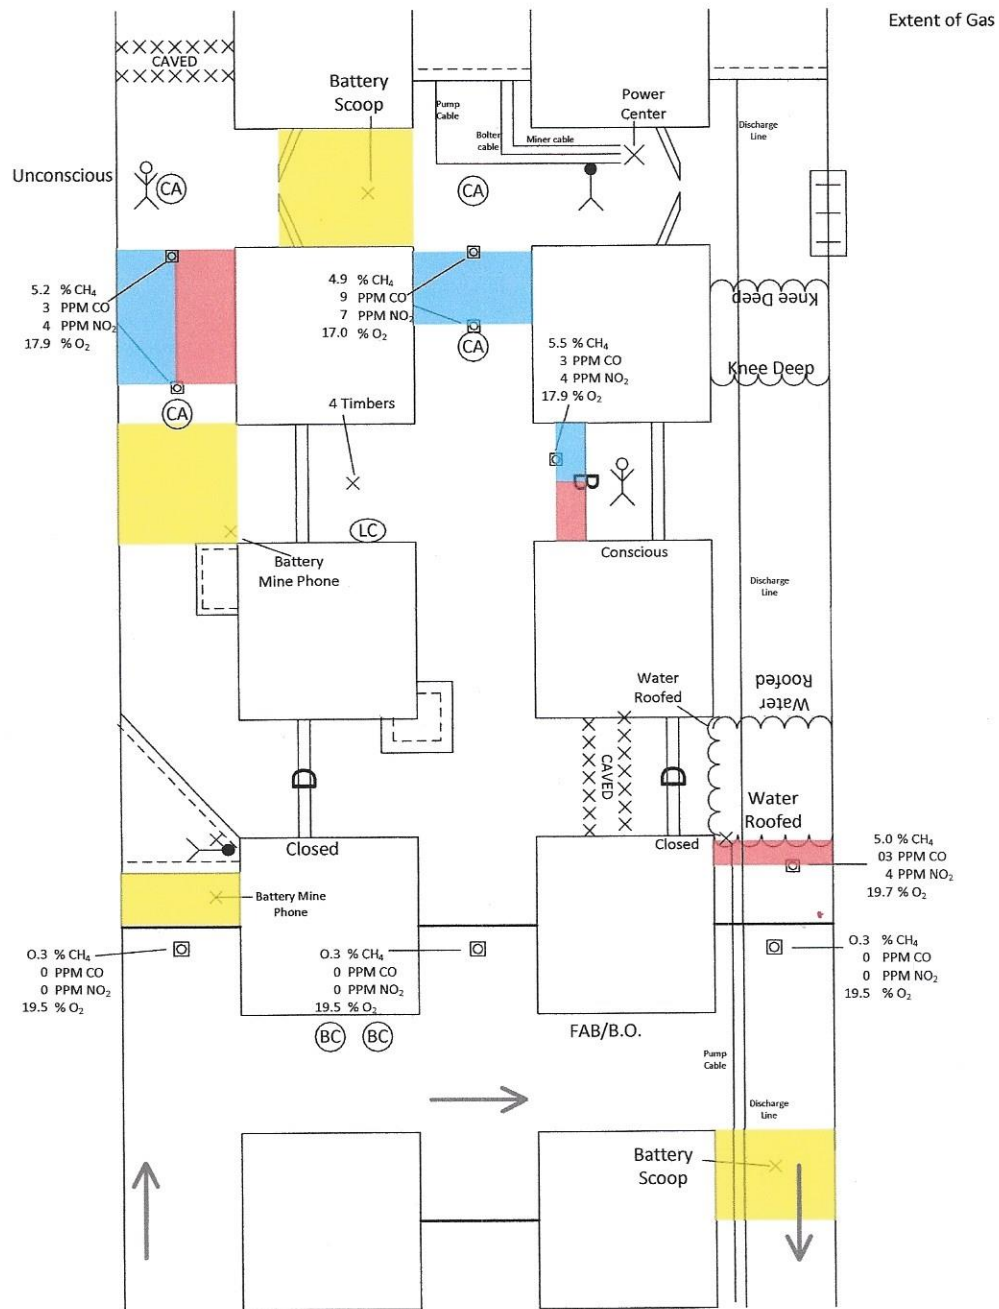 Extent of Gas
CAVED
Battery
Scoop
Pump
Cable
Bolter
cable
Miner cable
Power
Center
Discharge
Line
Unconscious
CA
CA
5.2 % CH₄
3 PPM CO
4 PPM NO₂
17.9 % O₂
4.9 % CH₄
9 PPM CO
7 PPM NO₂
17.0 % O₂
CA
CA
Knee Deep
Knee Deep
5.5 % CH₄
3 PPM CO
4 PPM NO₂
17.9 % O₂
4 Timbers
D
D
LC
Battery
Mine Phone
Conscious
Discharge
Line
Water
Roofed
Water
Roofed
CAVED
D
D
Water
Roofed
Closed
Closed
5.0 % CH₄
03 PPM CO
4 PPM NO₂
19.7 % O₂
Battery Mine
Phone
0.3 % CH₄
0 PPM CO
0 PPM NO₂
19.5 % O₂
0.3 % CH₄
0 PPM CO
0 PPM NO₂
19.5 % O₂
0.3 % CH₄
0 PPM CO
0 PPM NO₂
19.5 % O₂
BC BC
FAB/B.O.
Pump
Cable
Discharge
Line
Battery
Scoop